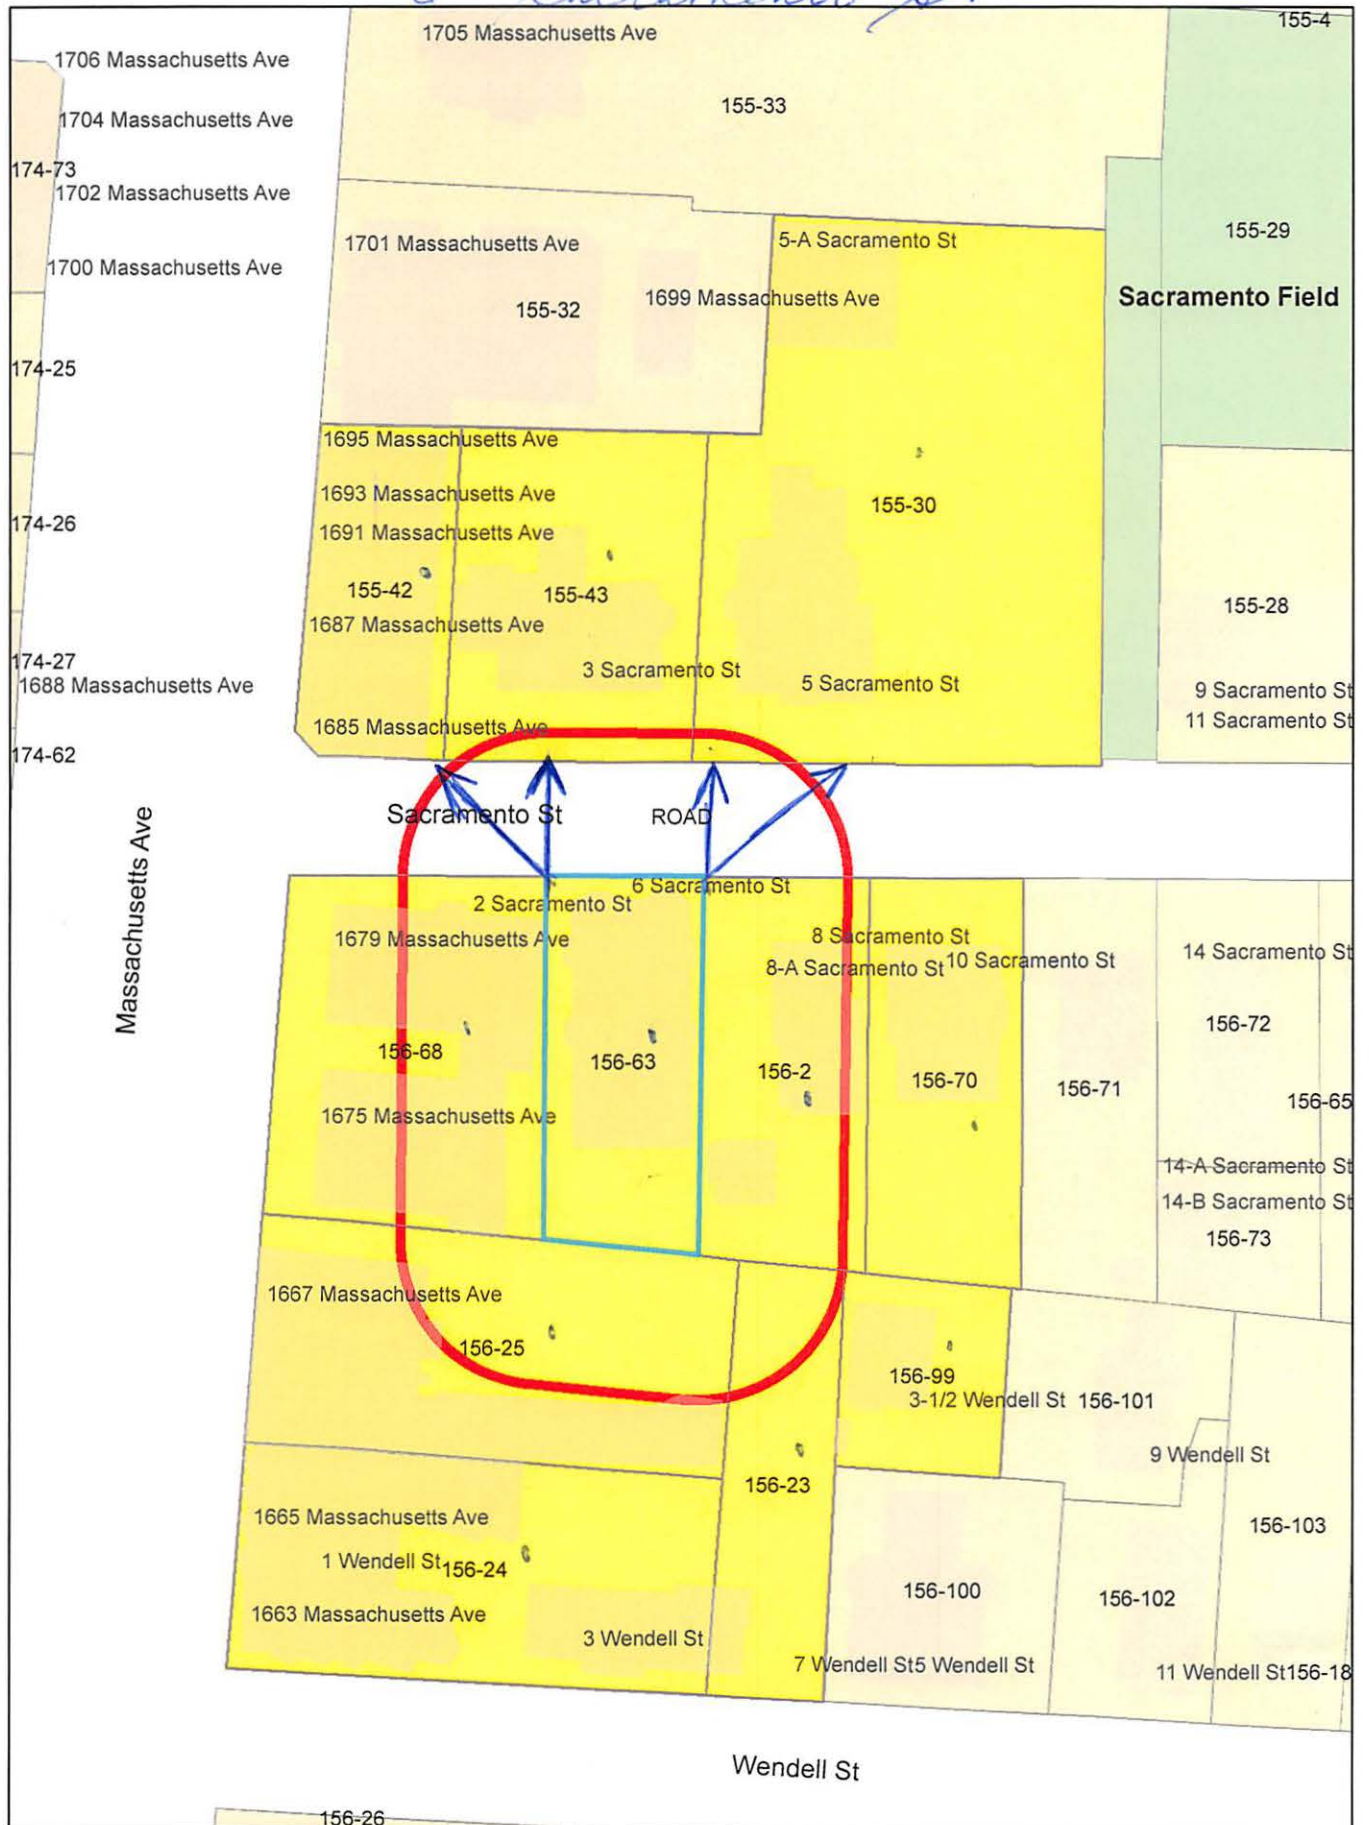 Sacramento St.
155-4
1705 Massachusetts Ave
1706 Massachusetts Ave
155-33
1704 Massachusetts Ave
174-73
1702 Massachusetts Ave
155-29
1701 Massachusetts Ave
5-A Sacramento St
1700 Massachusetts Ave
Sacramento Field
1699 Massachusetts Ave
155-32
174-25
1695 Massachusetts Ave
1693 Massachusetts Ave
155-30
174-26
1691 Massachusetts Ave
155-42
155-43
155-28
1687 Massachusetts Ave
174-27
3 Sacramento St
1688 Massachusetts Ave
5 Sacramento St
9 Sacramento St
11 Sacramento St
1685 Massachusetts Ave
174-62
Sacramento St
ROAD
Massachusetts Ave
6 Sacramento St
2 Sacramento St
1679 Massachusetts Ave
8 Sacramento St
8-A Sacramento St
10 Sacramento St
14 Sacramento St
156-72
156-68
156-63
156-2
156-70
156-71
156-65
1675 Massachusetts Ave
14-A Sacramento St
14-B Sacramento St
156-73
1667 Massachusetts Ave
156-25
156-99
3-1/2 Wendell St
156-101
9 Wendell St
156-23
1665 Massachusetts Ave
156-103
1 Wendell St
156-24
156-100
156-102
1663 Massachusetts Ave
3 Wendell St
7 Wendell St
5 Wendell St
11 Wendell St
156-18
Wendell St
156-26